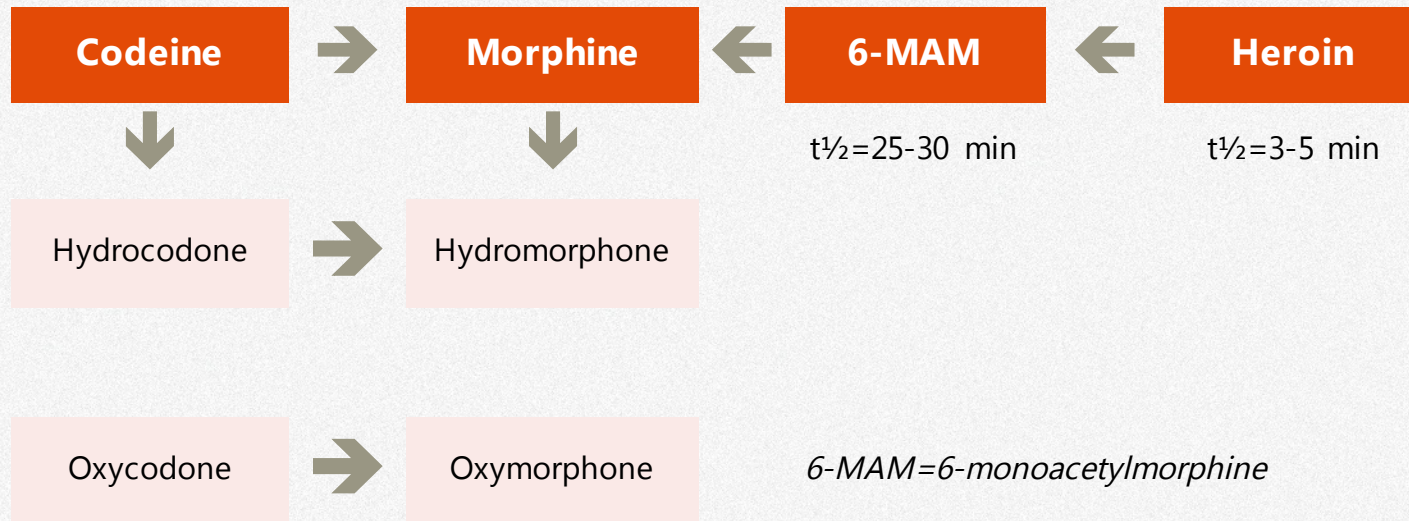 Codeine
Morphine
6-MAM
Heroin
t½=25-30 min
t½=3-5 min
Hydrocodone
Hydromorphone
Oxycodone
Oxymorphone
6-MAM=6-monoacetylmorphine